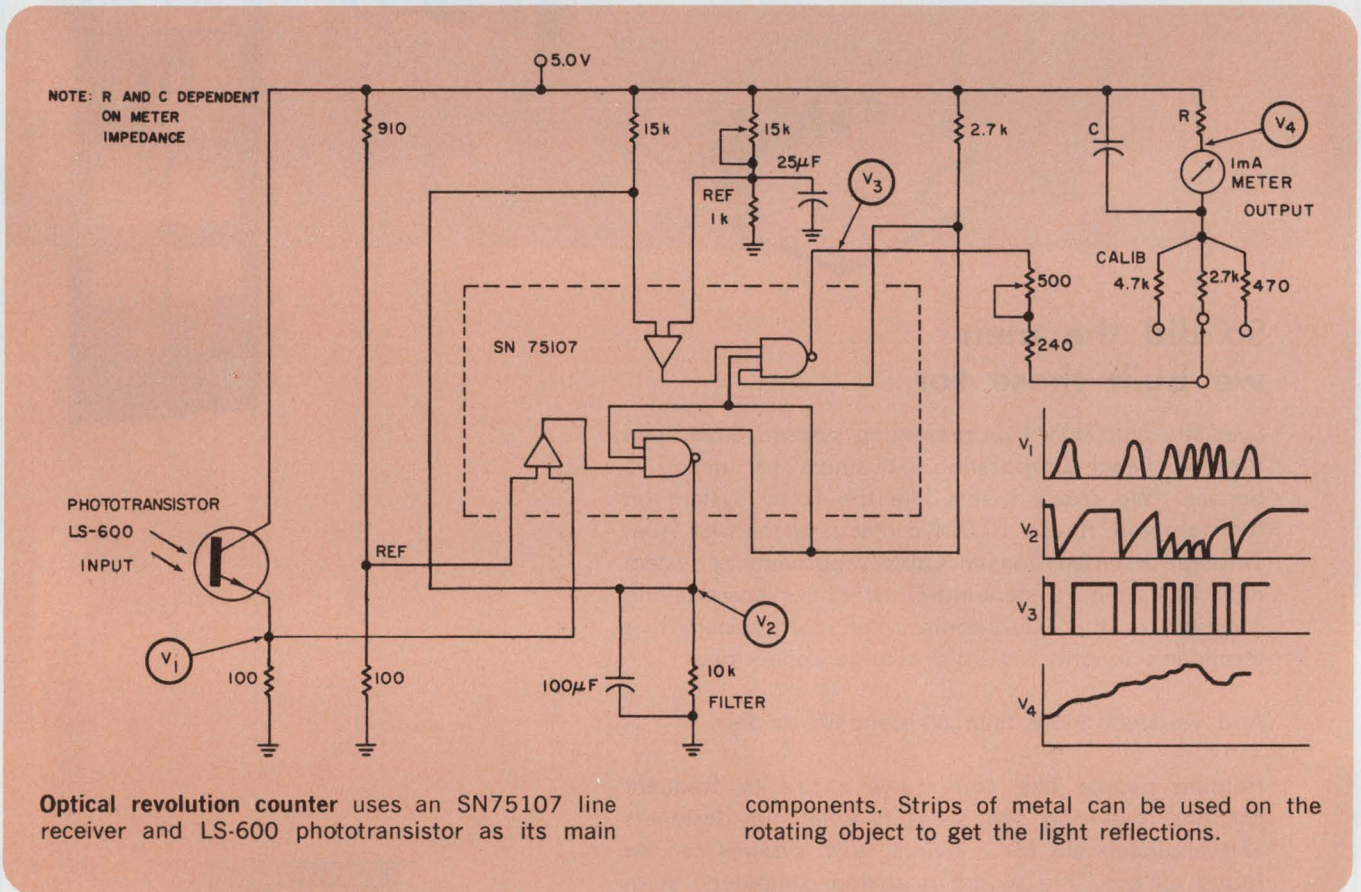 5.0V
NOTE: R AND C DEPENDENT
ON METER
IMPEDANCE
910
15k
15k
2.7k
C
R
V4
25μF
V3
1mA
METER
OUTPUT
REF
1k
CALIB
4.7k
2.7k
470
500
SN 75107
240
PHOTOTRANSISTOR
LS-600
INPUT
REF
V1
V2
100
100
100μF
10k
FILTER
V1
V2
V3
V4
Optical revolution counter uses an SN75107 line
receiver and LS-600 phototransistor as its main
components. Strips of metal can be used on the
rotating object to get the light reflections.